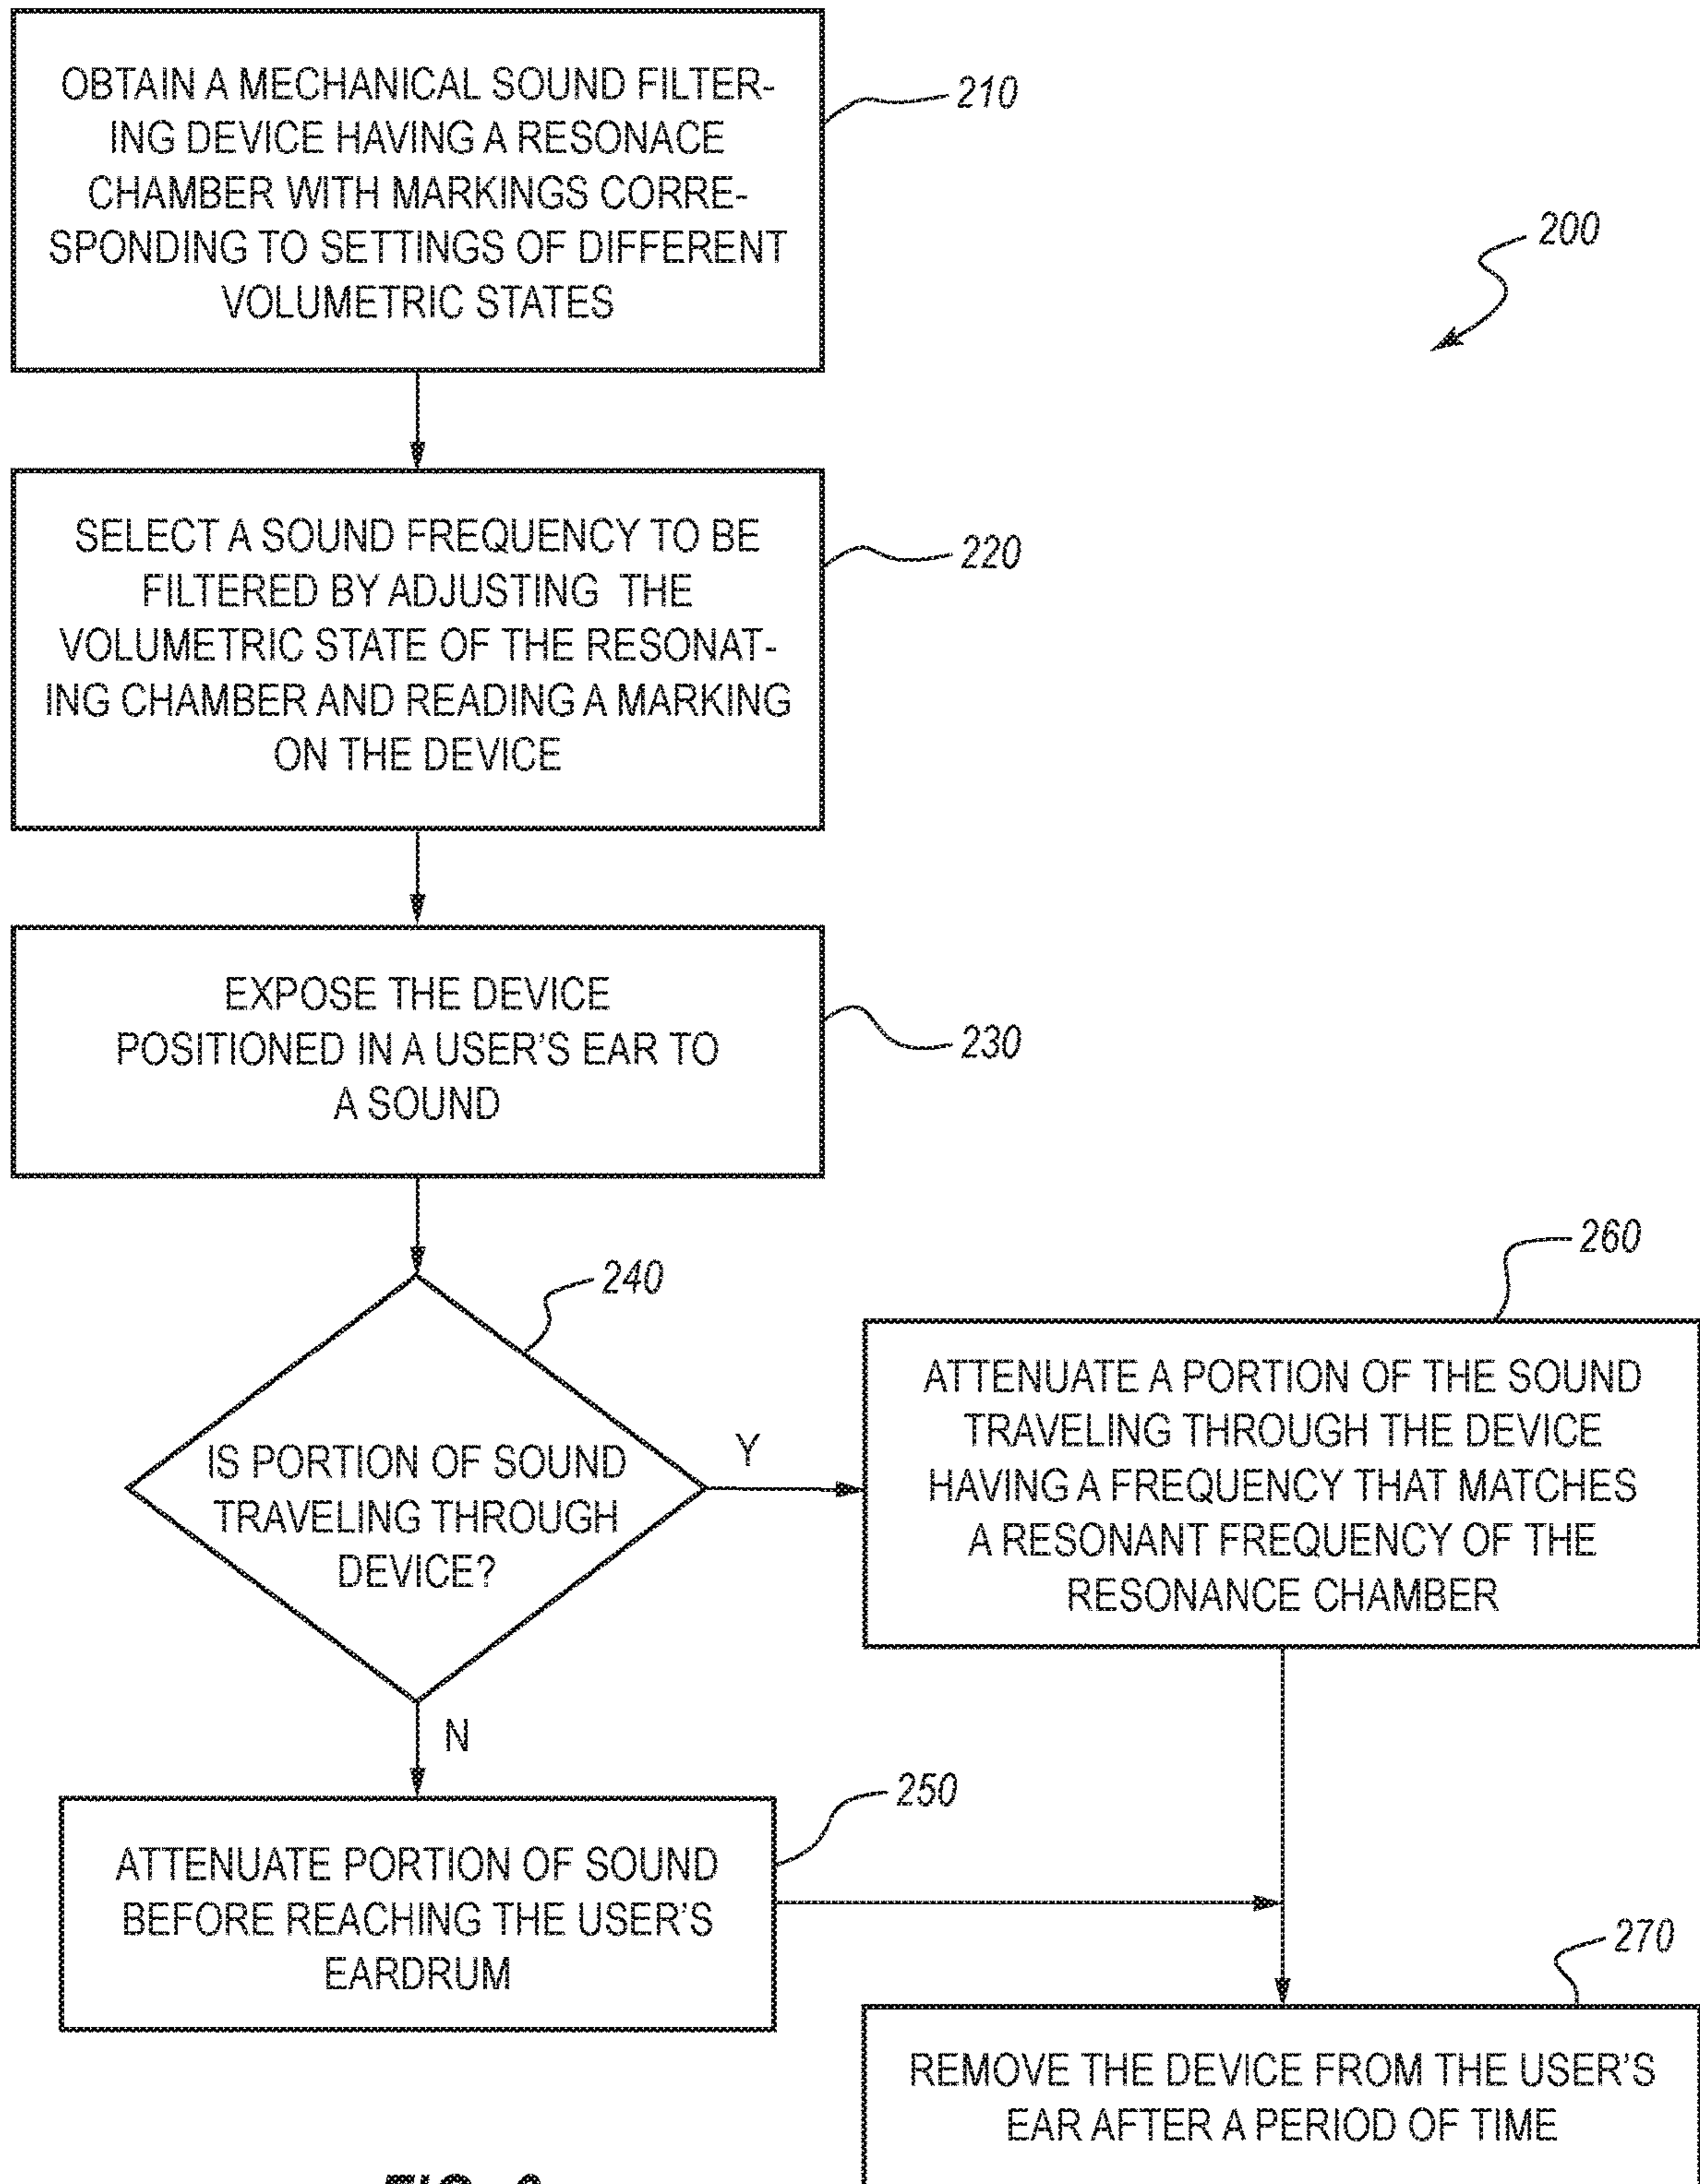 OBTAIN A MECHANICAL SOUND FILTER-
ING DEVICE HAVING A RESONACE
CHAMBER WITH MARKINGS CORRE-
SPONDING TO SETTINGS OF DIFFERENT
VOLUMETRIC STATES
210
200
SELECT A SOUND FREQUENCY TO BE
FILTERED BY ADJUSTING THE
VOLUMETRIC STATE OF THE RESONAT-
ING CHAMBER AND READING A MARKING
ON THE DEVICE
220
EXPOSE THE DEVICE
POSITIONED IN A USER'S EAR TO
A SOUND
230
240
IS PORTION OF SOUND
TRAVELING THROUGH
DEVICE?
Y
N
260
ATTENUATE A PORTION OF THE SOUND
TRAVELING THROUGH THE DEVICE
HAVING A FREQUENCY THAT MATCHES
A RESONANT FREQUENCY OF THE
RESONANCE CHAMBER
250
ATTENUATE PORTION OF SOUND
BEFORE REACHING THE USER'S
EARDRUM
270
REMOVE THE DEVICE FROM THE USER'S
EAR AFTER A PERIOD OF TIME